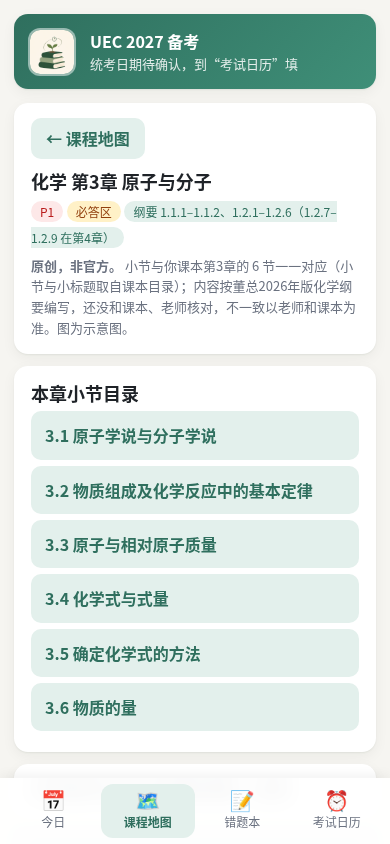 UEC 2027 备考
统考日期待确认，到“考试日历”填
← 课程地图
化学 第3章 原子与分子
P1 必答区 纲要 1.1.1–1.1.2、1.2.1–1.2.6（1.2.7–
1.2.9 在第4章）
原创，非官方。 小节与你课本第3章的 6 节一一对应（小
节与小标题取自课本目录）；内容按董总2026年版化学纲
要编写，还没和课本、老师核对，不一致以老师和课本为
准。图为示意图。
本章小节目录
3.1 原子学说与分子学说
3.2 物质组成及化学反应中的基本定律
3.3 原子与相对原子质量
3.4 化学式与式量
3.5 确定化学式的方法
3.6 物质的量
今日 课程地图 错题本 考试日历